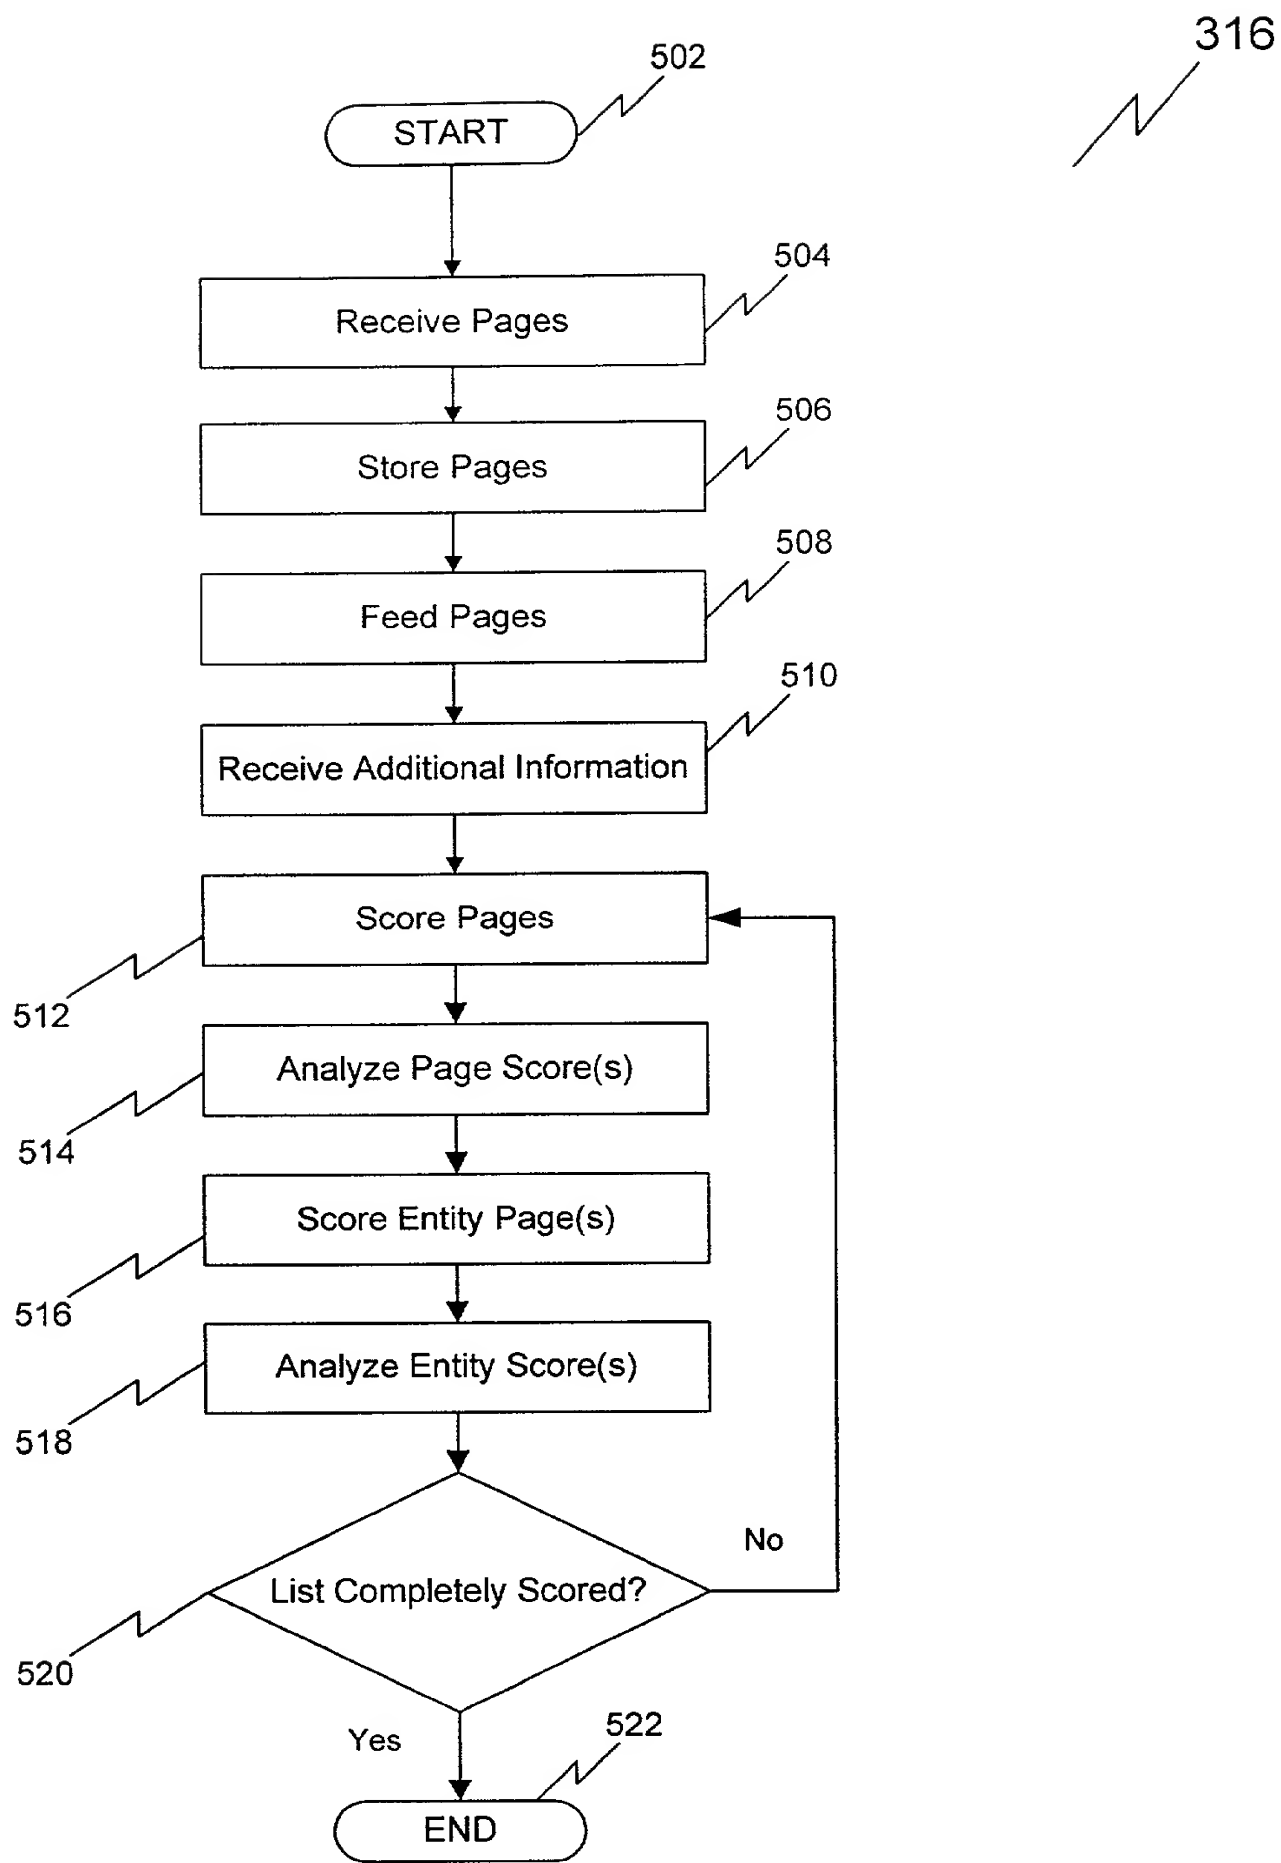 316
502
START
504
Receive Pages
506
Store Pages
508
Feed Pages
510
Receive Additional Information
Score Pages
512
Analyze Page Score(s)
514
Score Entity Page(s)
516
Analyze Entity Score(s)
518
No
List Completely Scored?
520
Yes
522
END